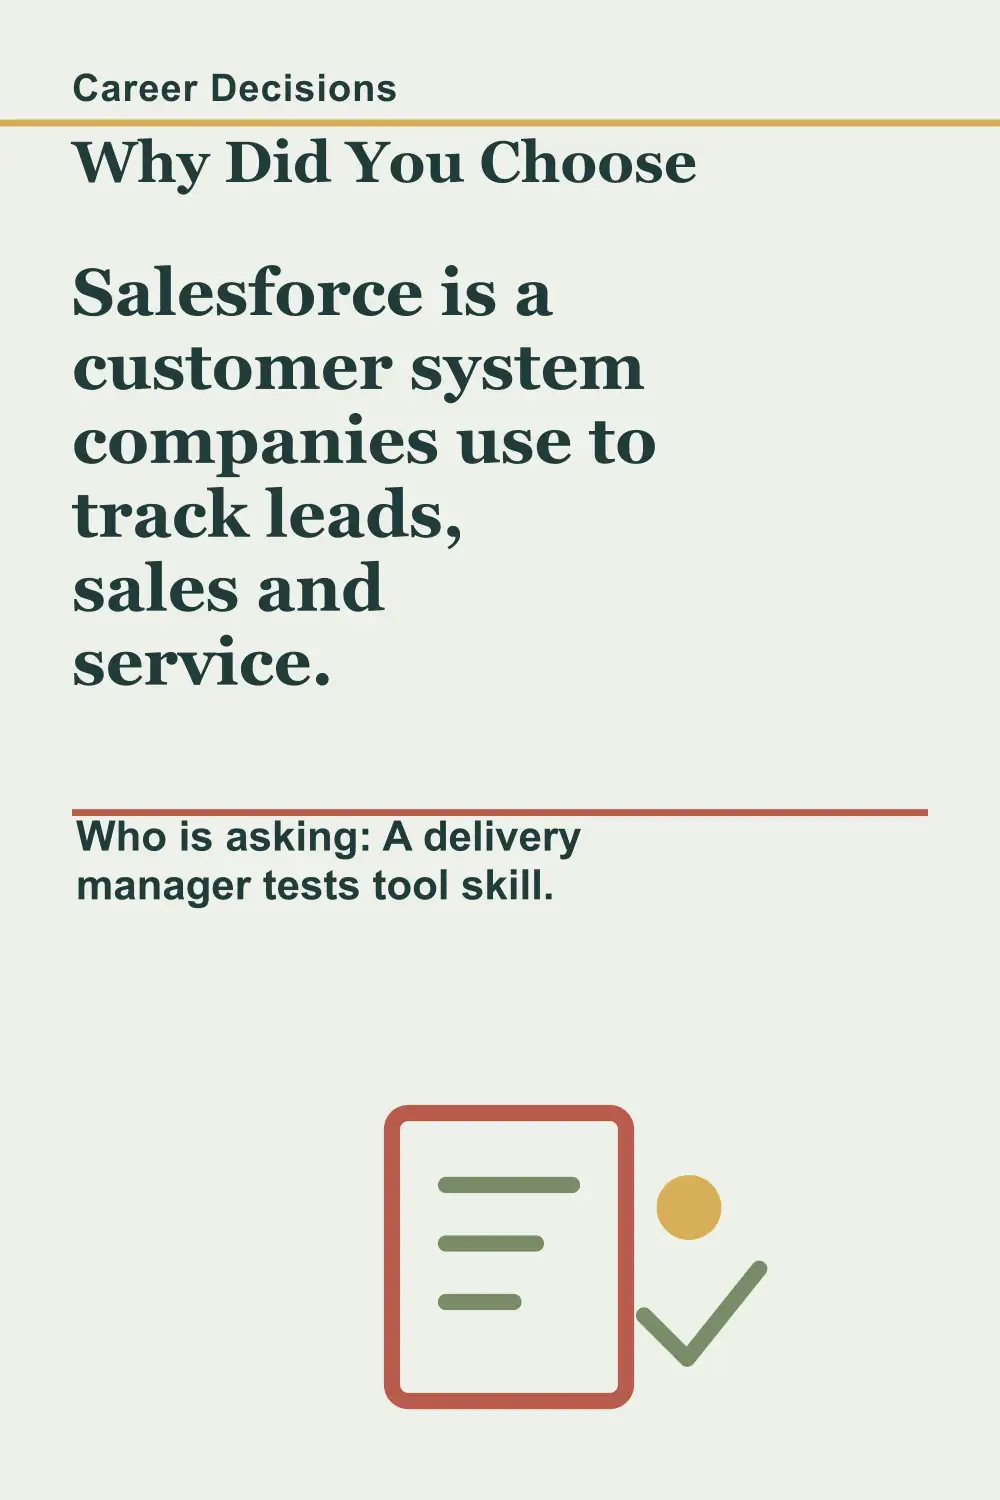 Career Decisions
Why Did You Choose
Salesforce is a
customer system
companies use to
track leads,
sales and
service.
Who is asking: A delivery
manager tests tool skill.